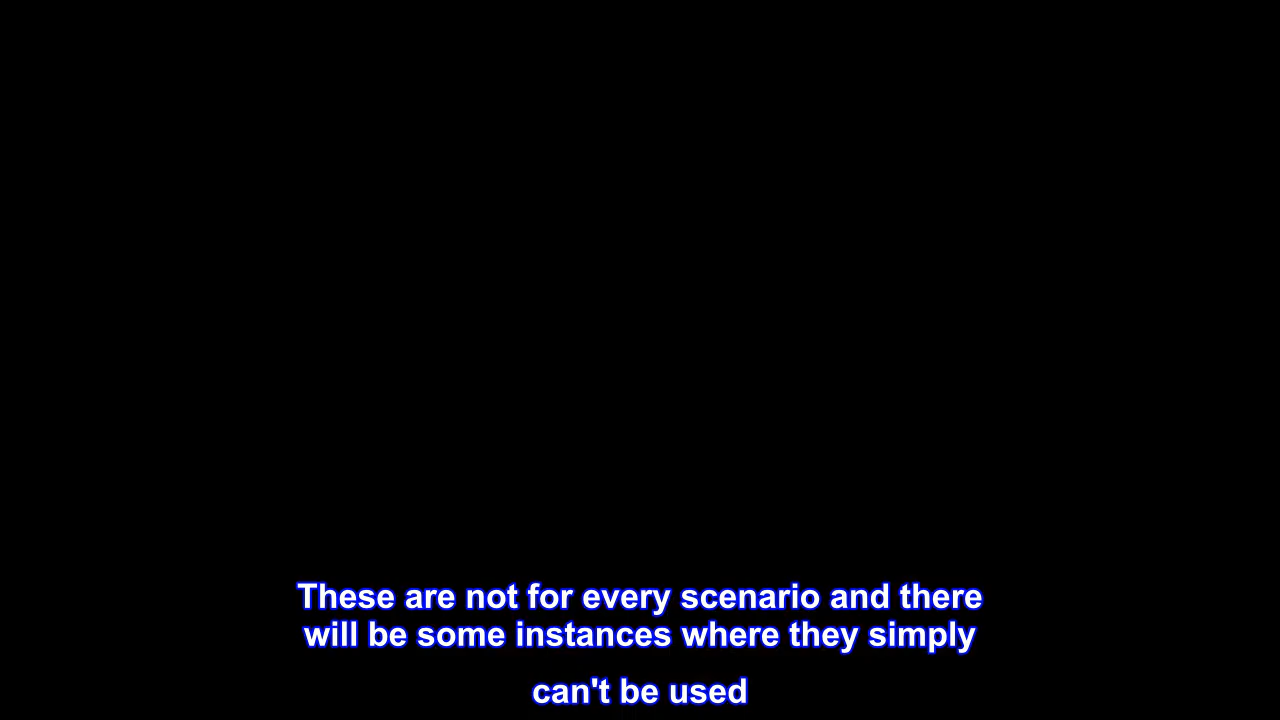 These are not for every scenario and there
will be some instances where they simply
can't be used